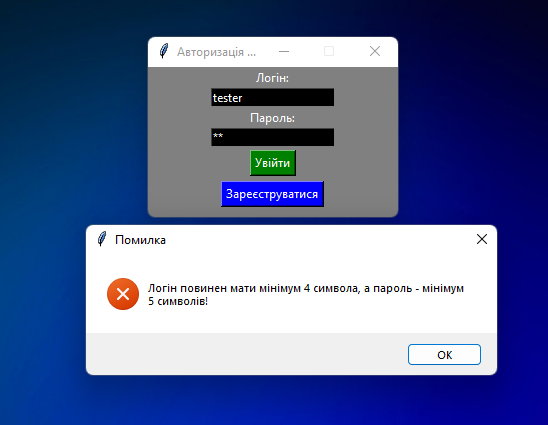 Авторизація ...
Логін:
tester
Пароль:
**
Увійти
Зареєструватися
Помилка
Логін повинен мати мінімум 4 символа, а пароль - мінімум
5 символів!
OK